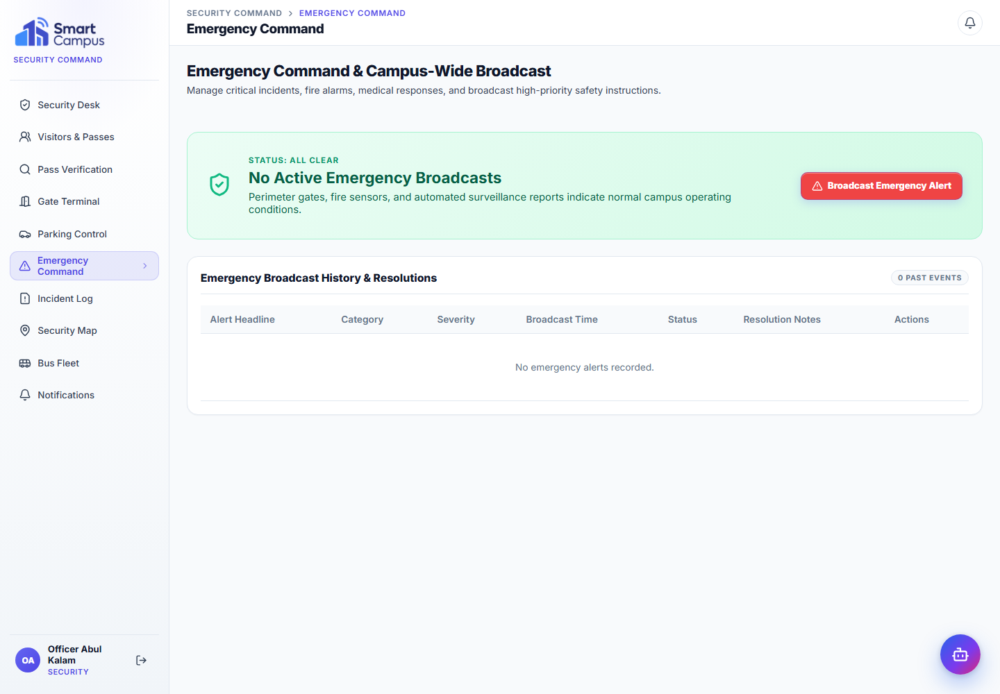 Smart
Campus
SECURITY COMMAND
Security Desk
Visitors & Passes
Pass Verification
Gate Terminal
Parking Control
Emergency
Command
Incident Log
Security Map
Bus Fleet
Notifications
OA
Officer Abul
Kalam
SECURITY
SECURITY COMMAND > EMERGENCY COMMAND
Emergency Command
Emergency Command & Campus-Wide Broadcast
Manage critical incidents, fire alarms, medical responses, and broadcast high-priority safety instructions.
STATUS: ALL CLEAR
No Active Emergency Broadcasts
Perimeter gates, fire sensors, and automated surveillance reports indicate normal campus operating
conditions.
Broadcast Emergency Alert
Emergency Broadcast History & Resolutions
0 PAST EVENTS
Alert Headline Category Severity Broadcast Time Status Resolution Notes Actions
No emergency alerts recorded.